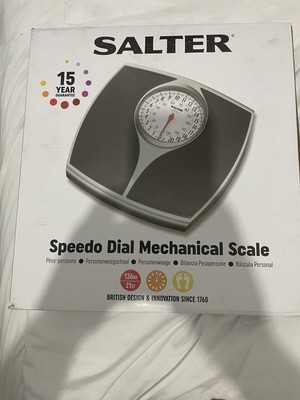 SALTER®
15
YEAR
GUARANTEE
SALTER
Speedo Dial Mechanical Scale
Pèse-personne • Personenweegschaal • Personenwaage • Bilancia Pesapersone • Báscula Personal
136KG
21ST
BRITISH DESIGN & INNOVATION SINCE 1760